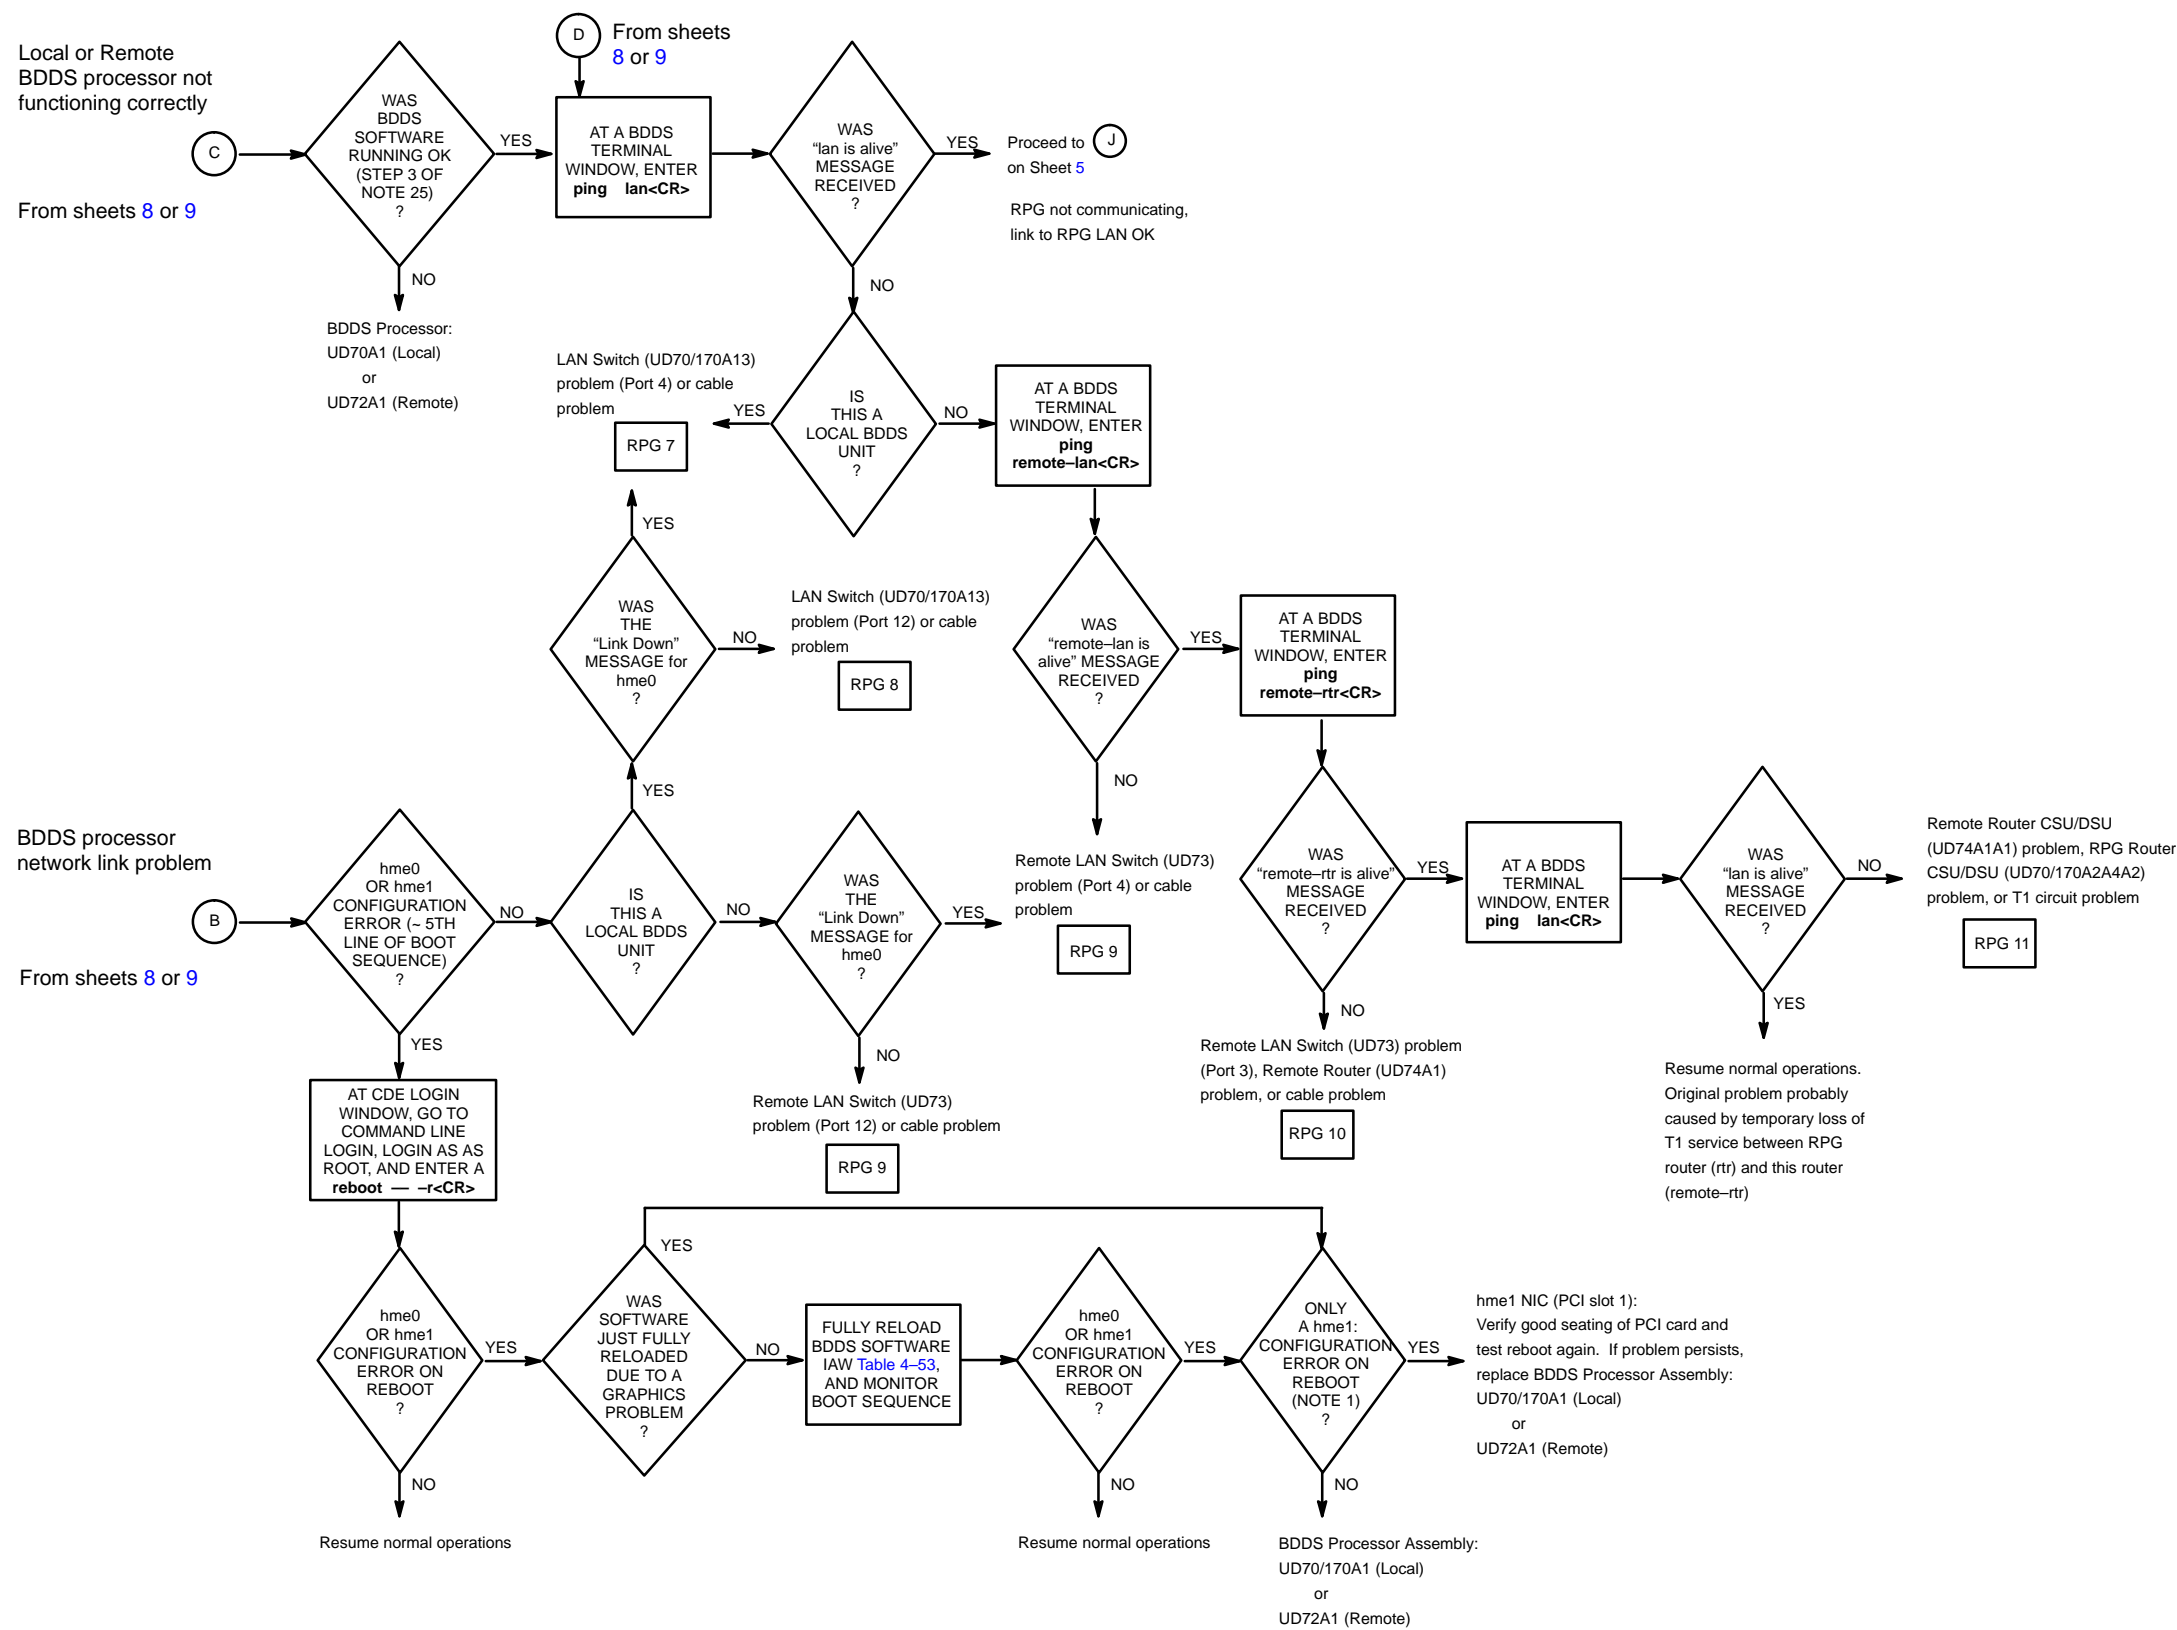 Local or Remote
BDDS processor not
functioning correctly
C
From sheets 8 or 9
WAS
BDDS
SOFTWARE
RUNNING OK
(STEP 3 OF
NOTE 25)
?
YES
NO
BDDS Processor:
UD70A1 (Local)
or
UD72A1 (Remote)
D
From sheets
8 or 9
AT A BDDS
TERMINAL
WINDOW, ENTER
ping lan<CR>
WAS
“lan is alive”
MESSAGE
RECEIVED
?
YES
Proceed to J
on Sheet 5
RPG not communicating,
link to RPG LAN OK
NO
IS
THIS A
LOCAL BDDS
UNIT
?
YES
LAN Switch (UD70/170A13)
problem (Port 4) or cable
problem
RPG 7
NO
AT A BDDS
TERMINAL
WINDOW, ENTER
ping
remote–lan<CR>
YES
WAS
THE
“Link Down”
MESSAGE for
hme0
?
NO
LAN Switch (UD70/170A13)
problem (Port 12) or cable
problem
RPG 8
YES
WAS
“remote–lan is
alive” MESSAGE
RECEIVED
?
YES
AT A BDDS
TERMINAL
WINDOW, ENTER
ping
remote–rtr<CR>
NO
Remote LAN Switch (UD73)
problem (Port 4) or cable
problem
RPG 9
BDDS processor
network link problem
B
From sheets 8 or 9
hme0
OR hme1
CONFIGURATION
ERROR (~ 5TH
LINE OF BOOT
SEQUENCE)
?
NO
IS
THIS A
LOCAL BDDS
UNIT
?
NO
WAS
THE
“Link Down”
MESSAGE for
hme0
?
YES
NO
Remote LAN Switch (UD73)
problem (Port 12) or cable problem
RPG 9
WAS
“remote–rtr is alive”
MESSAGE
RECEIVED
?
YES
NO
Remote LAN Switch (UD73) problem
(Port 3), Remote Router (UD74A1)
problem, or cable problem
RPG 10
AT A BDDS
TERMINAL
WINDOW, ENTER
ping lan<CR>
WAS
“lan is alive”
MESSAGE
RECEIVED
?
NO
Remote Router CSU/DSU
(UD74A1A1) problem, RPG Router
CSU/DSU (UD70/170A2A4A2)
problem, or T1 circuit problem
RPG 11
YES
Resume normal operations.
Original problem probably
caused by temporary loss of
T1 service between RPG
router (rtr) and this router
(remote–rtr)
YES
AT CDE LOGIN
WINDOW, GO TO
COMMAND LINE
LOGIN, LOGIN AS AS
ROOT, AND ENTER A
reboot –– –r<CR>
hme0
OR hme1
CONFIGURATION
ERROR ON
REBOOT
?
YES
NO
Resume normal operations
WAS
SOFTWARE
JUST FULLY
RELOADED
DUE TO A
GRAPHICS
PROBLEM
?
YES
NO
FULLY RELOAD
BDDS SOFTWARE
IAW Table 4–53,
AND MONITOR
BOOT SEQUENCE
hme0
OR hme1
CONFIGURATION
ERROR ON
REBOOT
?
YES
NO
Resume normal operations
ONLY
A hme1:
CONFIGURATION
ERROR ON
REBOOT
(NOTE 1)
?
YES
hme1 NIC (PCI slot 1):
Verify good seating of PCI card and
test reboot again. If problem persists,
replace BDDS Processor Assembly:
UD70/170A1 (Local)
or
UD72A1 (Remote)
NO
BDDS Processor Assembly:
UD70/170A1 (Local)
or
UD72A1 (Remote)